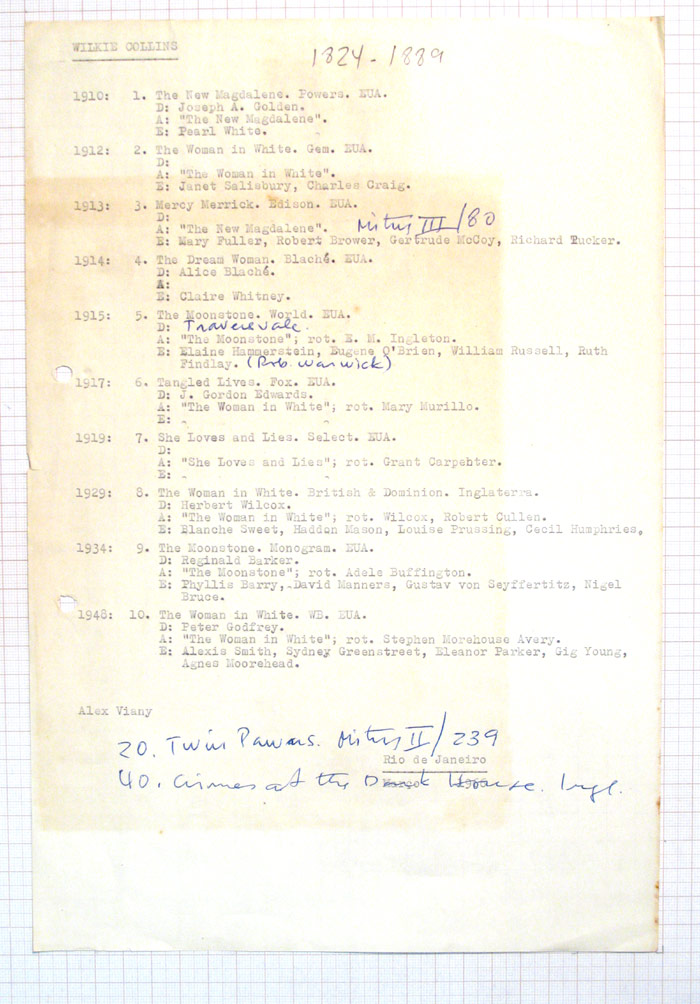 WILKIE COLLINS
1824 - 1889
1910: 1. The New Magdalene. Powers. EUA.
D: Joseph A. Golden.
A: "The New Magdalene".
E: Pearl White.
1912: 2. The Woman in White. Gem. EUA.
D:
A: "The Woman in White".
E: Janet Salisbury, Charles Craig.
1913: 3. Mercy Merrick. Edison. EUA.
D:
A: "The New Magdalene". III/80
E: Mary Fuller, Robert Brower, Gertrude McCoy, Richard Tucker.
1914: 4. The Dream Woman. Blaché. EUA.
D: Alice Blaché.
A:
E: Claire Whitney.
1915: 5. The Moonstone. World. EUA.
D: Travers Vale.
A: "The Moonstone"; rot. E. M. Ingleton.
E: Elaine Hammerstein, Eugene O'Brien, William Russell, Ruth
Findlay. (Rob. Warwick)
1917: 6. Tangled Lives. Fox. EUA.
D: J. Gordon Edwards.
A: "The Woman in White"; rot. Mary Murillo.
E: -
1919: 7. She Loves and Lies. Select. EUA.
D:
A: "She Loves and Lies"; rot. Grant Carpehter.
E: -
1929: 8. The Woman in White. British & Dominion. Inglaterra.
D: Herbert Wilcox.
A: "The Woman in White"; rot. Wilcox, Robert Cullen.
E: Blanche Sweet, Haddon Mason, Louise Prussing, Cecil Humphries,
1934: 9. The Moonstone. Monogram. EUA.
D: Reginald Barker.
A: "The Moonstone"; rot. Adele Buffington.
E: Phyllis Barry, David Manners, Gustav von Seyffertitz, Nigel
Bruce.
1948: 10. The Woman in White. WB. EUA.
D: Peter Godfrey.
A: "The Woman in White"; rot. Stephen Morehouse Avery.
E: Alexis Smith, Sydney Greenstreet, Eleanor Parker, Gig Young,
Agnes Moorehead.
Alex Viany
20. Twin Pawns. II/239
Rio de Janeiro
40. Crimes at the Dark House. Ingl.